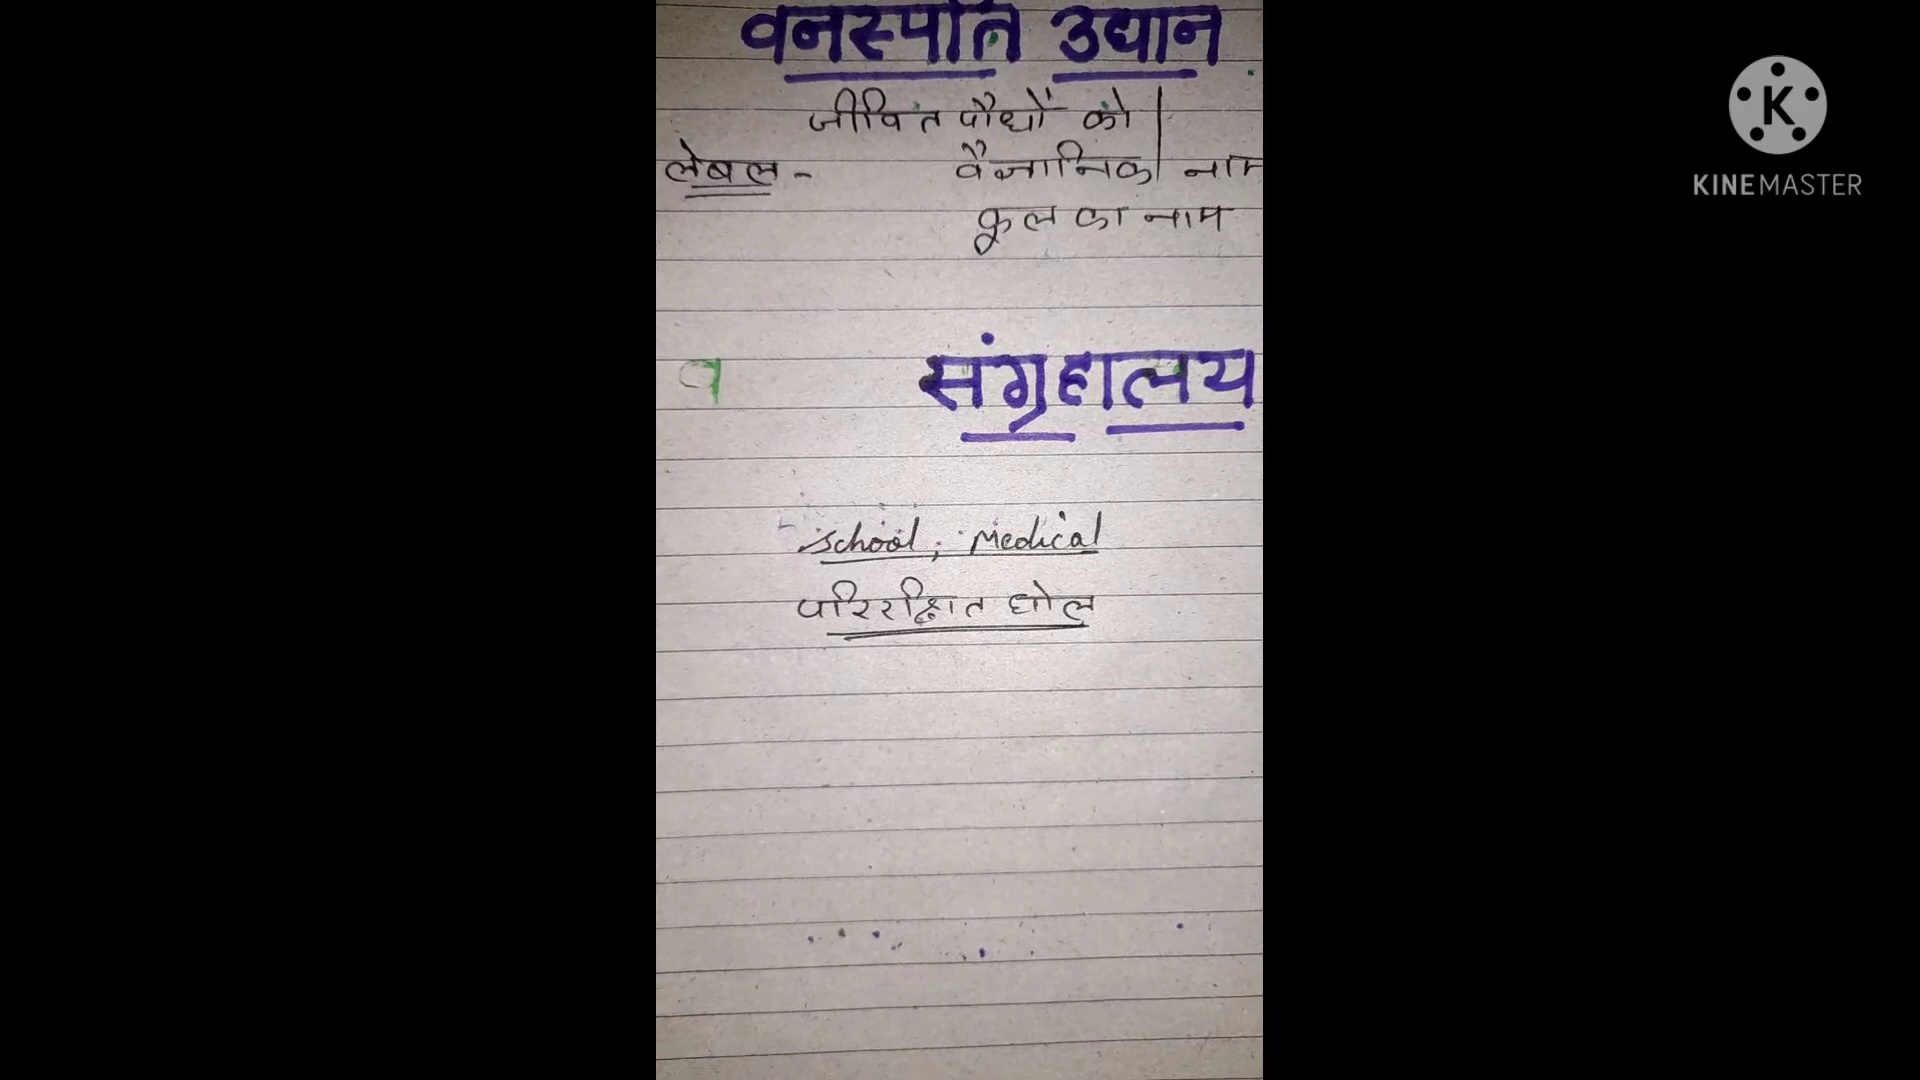 वनस्पति उद्यान
जीवित पौधों को
लेबल - वैज्ञानिक नाम
कुल का नाम
संग्रहालय
school, Medical
परिरक्षित घोल
K
KINEMASTER